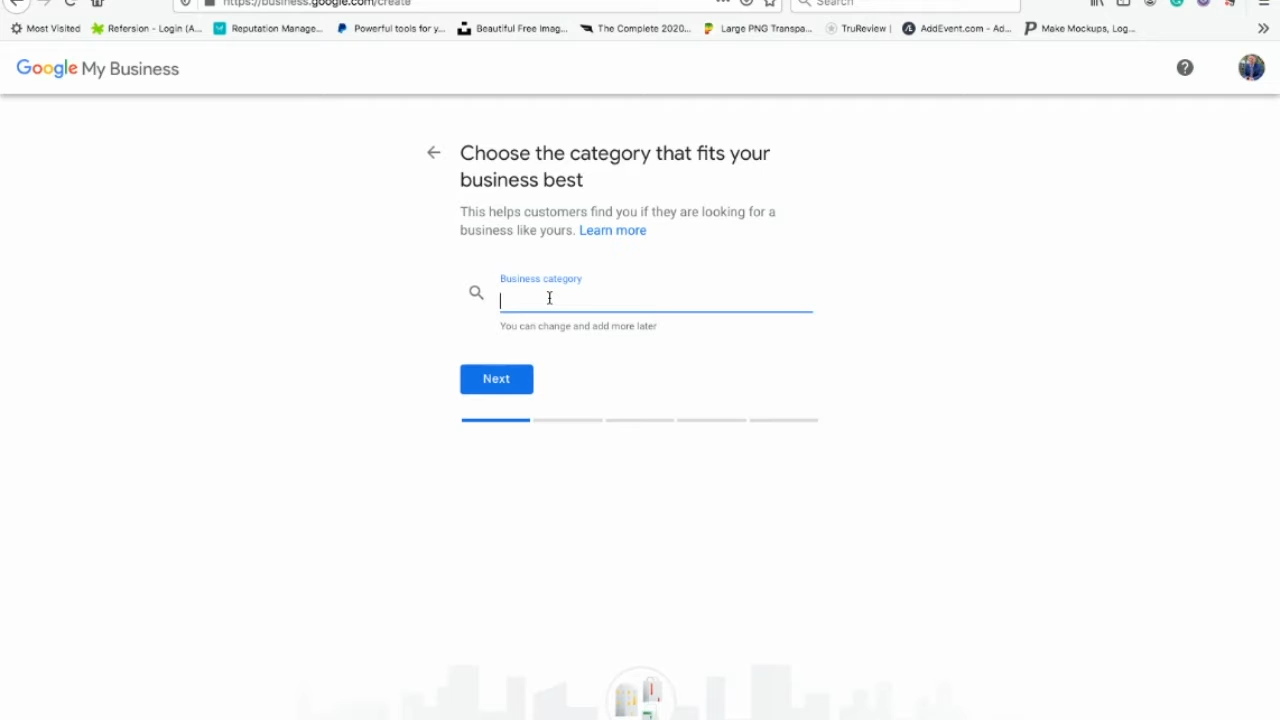 https://business.google.com/create
Search
Most Visited
Refersion - Login (A...
Reputation Manage...
Powerful tools for y...
Beautiful Free Imag...
The Complete 2020...
Large PNG Transpa...
TruReview |
AddEvent.com - Ad...
Make Mockups, Log...
Google My Business
Choose the category that fits your
business best
This helps customers find you if they are looking for a
business like yours. Learn more
Business category
You can change and add more later
Next